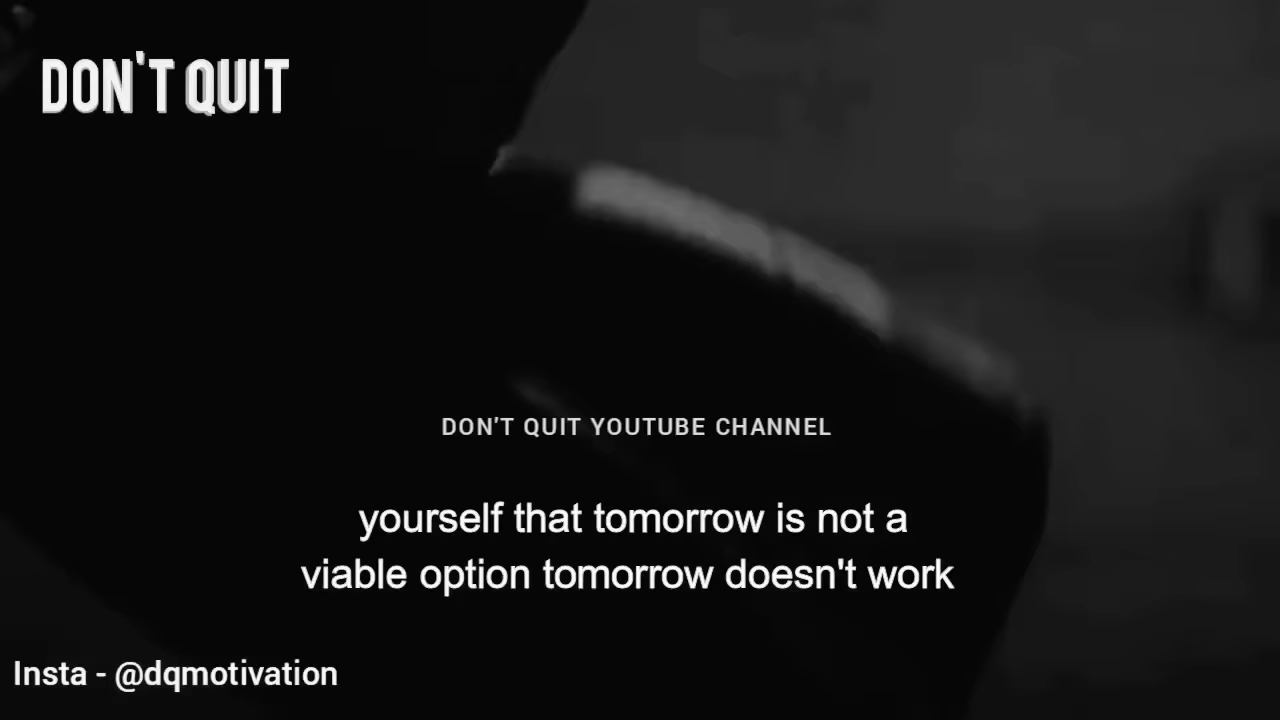 DON'T QUIT
DON'T QUIT YOUTUBE CHANNEL
yourself that tomorrow is not a
viable option tomorrow doesn't work
Insta - @dqmotivation